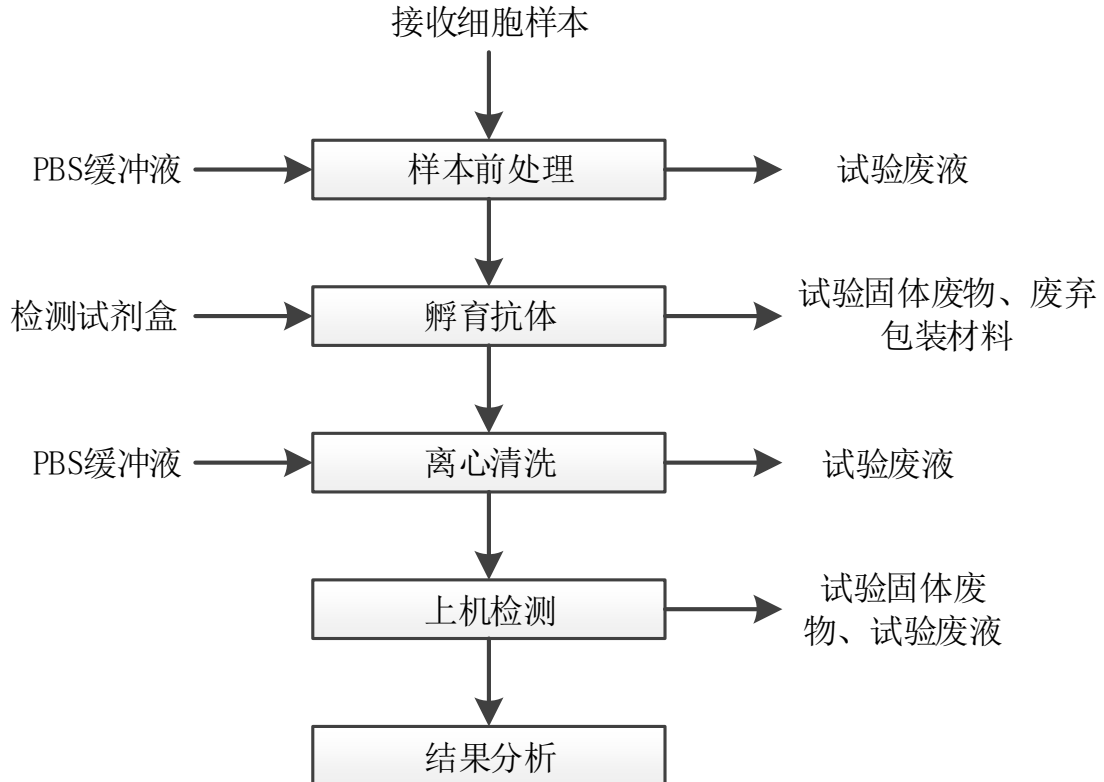 接收细胞样本
PBS缓冲液
样本前处理
试验废液
检测试剂盒
孵育抗体
试验固体废物、废弃
包装材料
PBS缓冲液
离心清洗
试验废液
上机检测
试验固体废
物、试验废液
结果分析